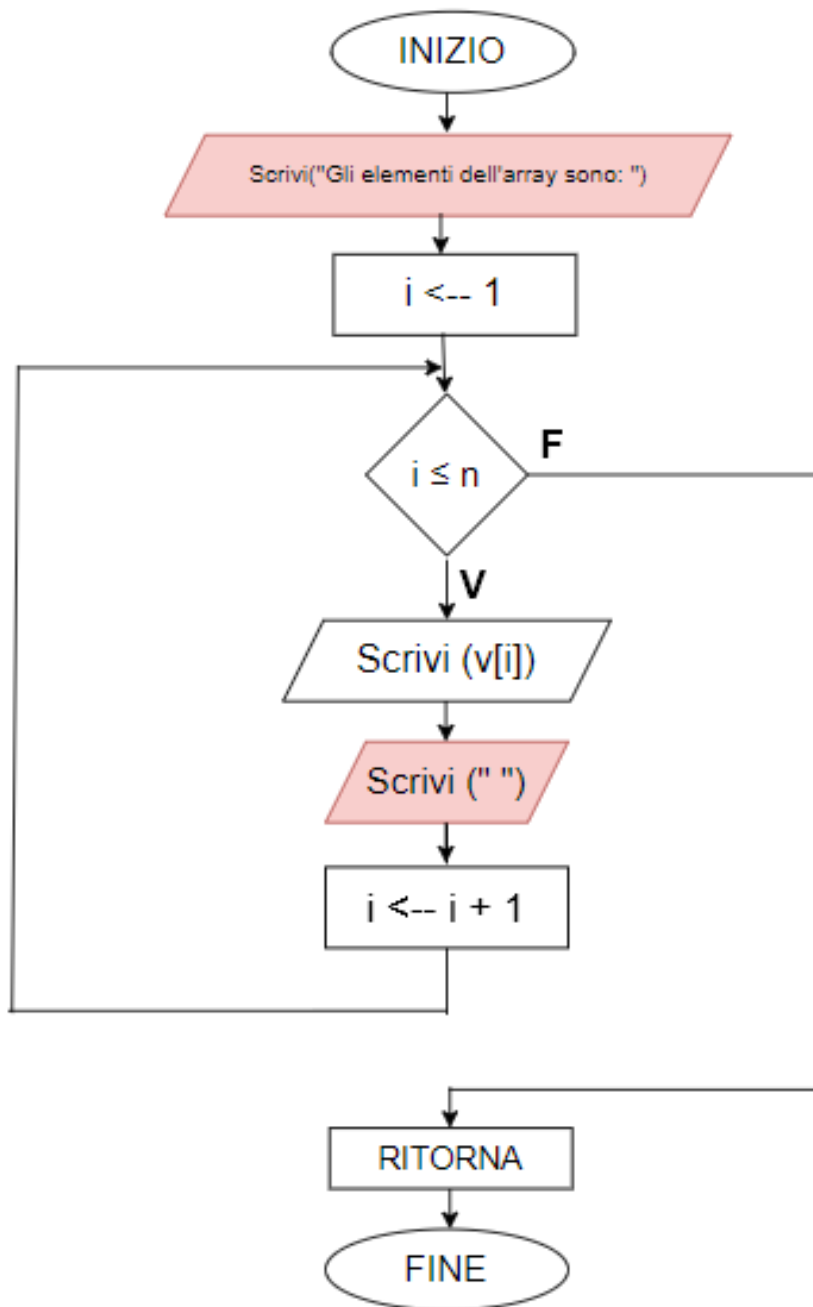 INIZIO
Scrivi("Gli elementi dell'array sono: ")
i <-- 1
i ≤ n
F
V
Scrivi (v[i])
Scrivi (" ")
i <-- i + 1
RITORNA
FINE